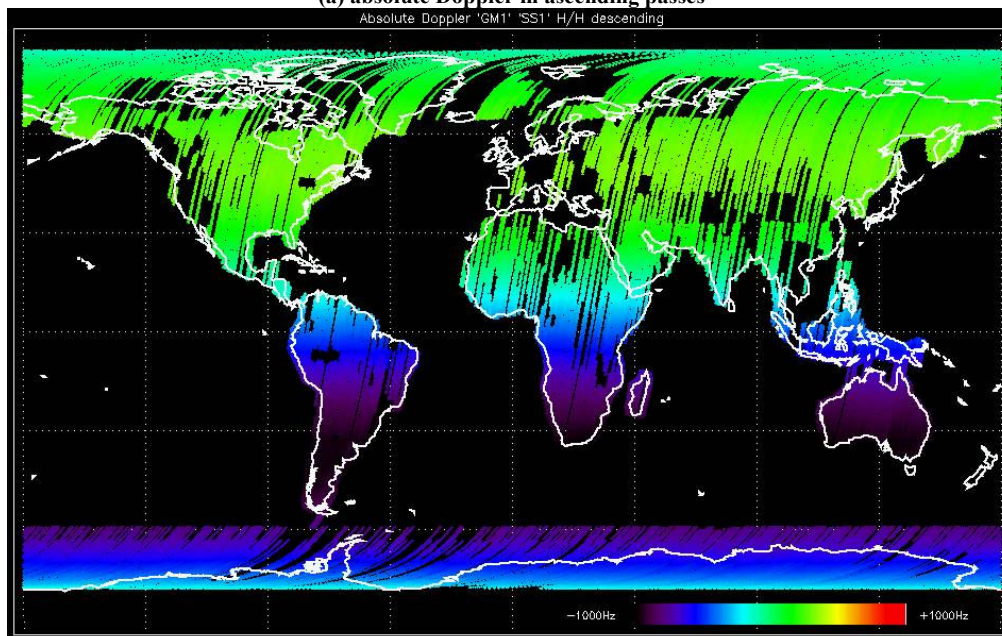 (a) absolute Doppler in ascending passes
Absolute Doppler 'GM1' 'SS1' H/H descending
−1000Hz +1000Hz